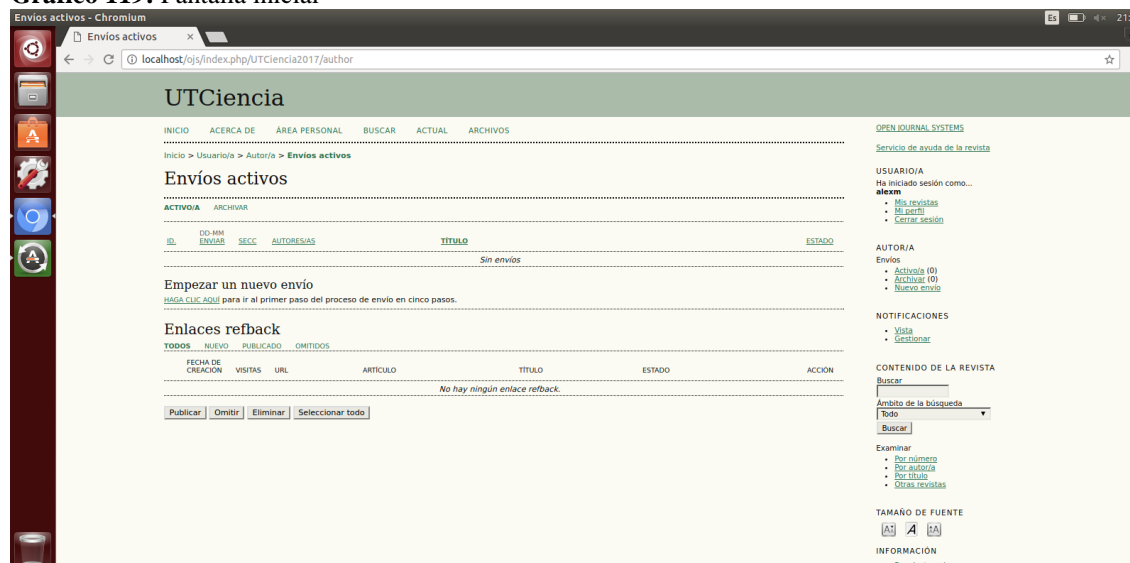 Gráfico 119. Pantalla inicial
Envíos activos - Chromium
Es
21:
Envíos activos ×
localhost/ojs/index.php/UTCiencia2017/author
UTCiencia
INICIO ACERCA DE ÁREA PERSONAL BUSCAR ACTUAL ARCHIVOS
Inicio > Usuario/a > Autor/a > Envíos activos
Envíos activos
ACTIVO/A ARCHIVAR
DD-MM
ID. ENVIAR SECC AUTORES/AS TÍTULO ESTADO
Sin envíos
Empezar un nuevo envío
HAGA CLIC AQUÍ para ir al primer paso del proceso de envío en cinco pasos.
Enlaces refback
TODOS NUEVO PUBLICADO OMITIDOS
FECHA DE
CREACIÓN VISITAS URL ARTÍCULO TÍTULO ESTADO ACCIÓN
No hay ningún enlace refback.
Publicar Omitir Eliminar Seleccionar todo
OPEN JOURNAL SYSTEMS
Servicio de ayuda de la revista
USUARIO/A
Ha iniciado sesión como...
alexm
Mis revistas
Mi perfil
Cerrar sesión
AUTOR/A
Envíos
Activo/a (0)
Archivar (0)
Nuevo envío
NOTIFICACIONES
Vista
Gestionar
CONTENIDO DE LA REVISTA
Buscar
Ámbito de la búsqueda
Todo
Buscar
Examinar
Por número
Por autor/a
Por título
Otras revistas
TAMAÑO DE FUENTE
A A A
INFORMACIÓN